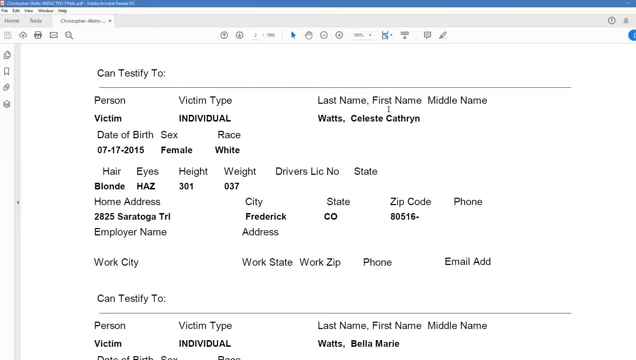 Christopher-Watts-REDACTED-FINAL.pdf - Adobe Acrobat Reader DC
File Edit View Window Help
Home Tools Christopher-Watts-... ×
2 / 1960 190%
Can Testify To:
Person Victim Type Last Name, First Name Middle Name
Victim INDIVIDUAL Watts, Celeste Cathryn
Date of Birth Sex Race
07-17-2015 Female White
Hair Eyes Height Weight Drivers Lic No State
Blonde HAZ 301 037
Home Address City State Zip Code Phone
2825 Saratoga Trl Frederick CO 80516-
Employer Name Address
Work City Work State Work Zip Phone Email Add
Can Testify To:
Person Victim Type Last Name, First Name Middle Name
Victim INDIVIDUAL Watts, Bella Marie
Date of Birth Sex Race